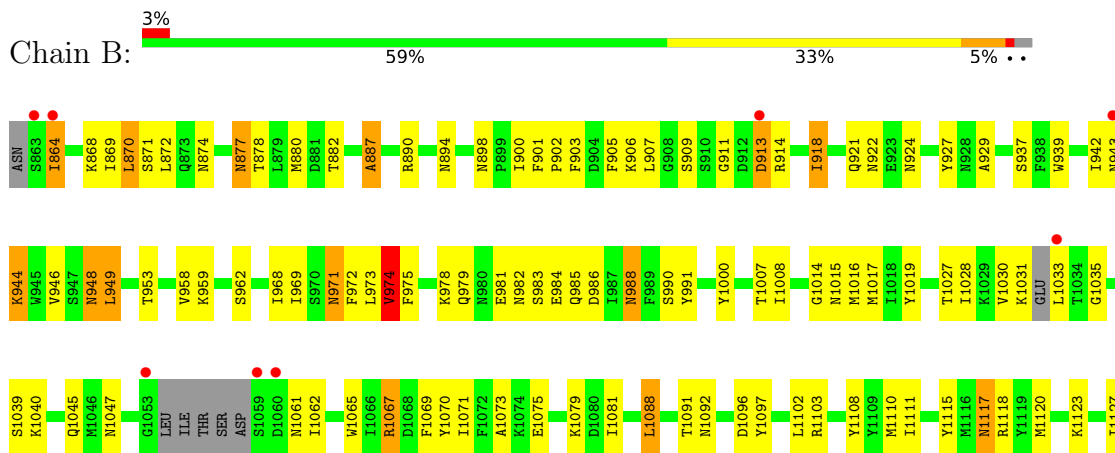 3%
Chain B:
59% 33% 5% • •
ASN S863 I864 K868 I869 L870 S871 L872 Q873 N874 N877 T878 L879 M880 D881 T882 A887 R890 N894 N898 P899 I900 F901 P902 F903 D904 F905 K906 L907 G908 S909 S910 G911 D912 D913 R914 I918 Q921 N922 E923 N924 Y927 N928 A929 S937 F938 W939 I942 N943
K944 W945 V946 S947 N948 L949 T953 V958 K959 S962 I968 I969 S970 N971 F972 L973 V974 F975 K978 Q979 N980 E981 N982 S983 E984 Q985 D986 I987 N988 F989 S990 Y991 Y1000 T1007 I1008 G1014 N1015 M1016 M1017 I1018 Y1019 T1027 I1028 K1029 V1030 K1031 GLU L1033 T1034 G1035
S1039 K1040 Q1045 M1046 N1047 G1053 LEU ILE THR SER ASP S1059 D1060 N1061 I1062 W1065 I1066 R1067 D1068 F1069 Y1070 I1071 F1072 A1073 K1074 E1075 K1079 D1080 I1081 L1088 T1091 N1092 D1096 Y1097 L1102 R1103 Y1108 Y1109 M1110 I1111 Y1115 M1116 N1117 R1118 Y1119 M1120 K1123